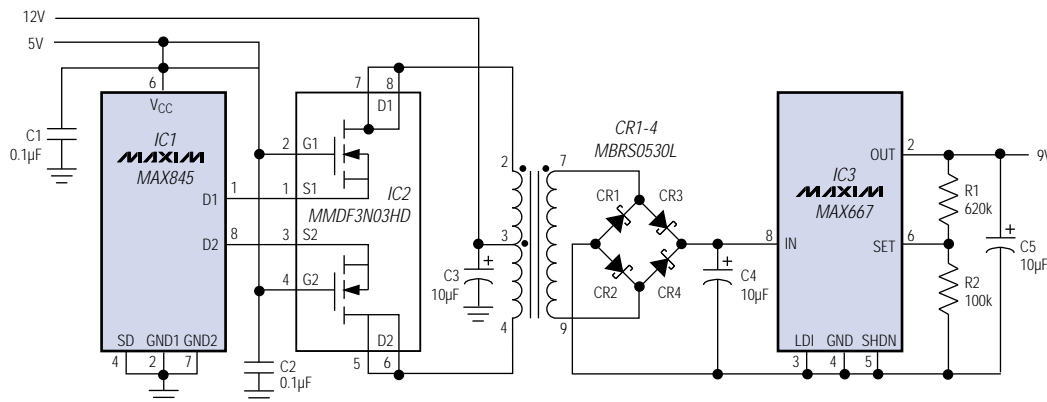 12V
5V
C1
0.1µF
6
VCC
IC1
MAXIM
MAX845
D1
1
D2
8
SD
GND1
GND2
4
2
7
7
8
D1
2
G1
1
S1
IC2
MMDF3N03HD
3
S2
4
G2
D2
5
6
C2
0.1µF
C3
10µF
+
2
3
4
7
9
CR1-4
MBRS0530L
CR1
CR3
CR2
CR4
+
C4
10µF
8
IN
IC3
MAXIM
MAX667
OUT
2
SET
6
LDI
GND
SHDN
3
4
5
R1
620k
R2
100k
+
C5
10µF
9V